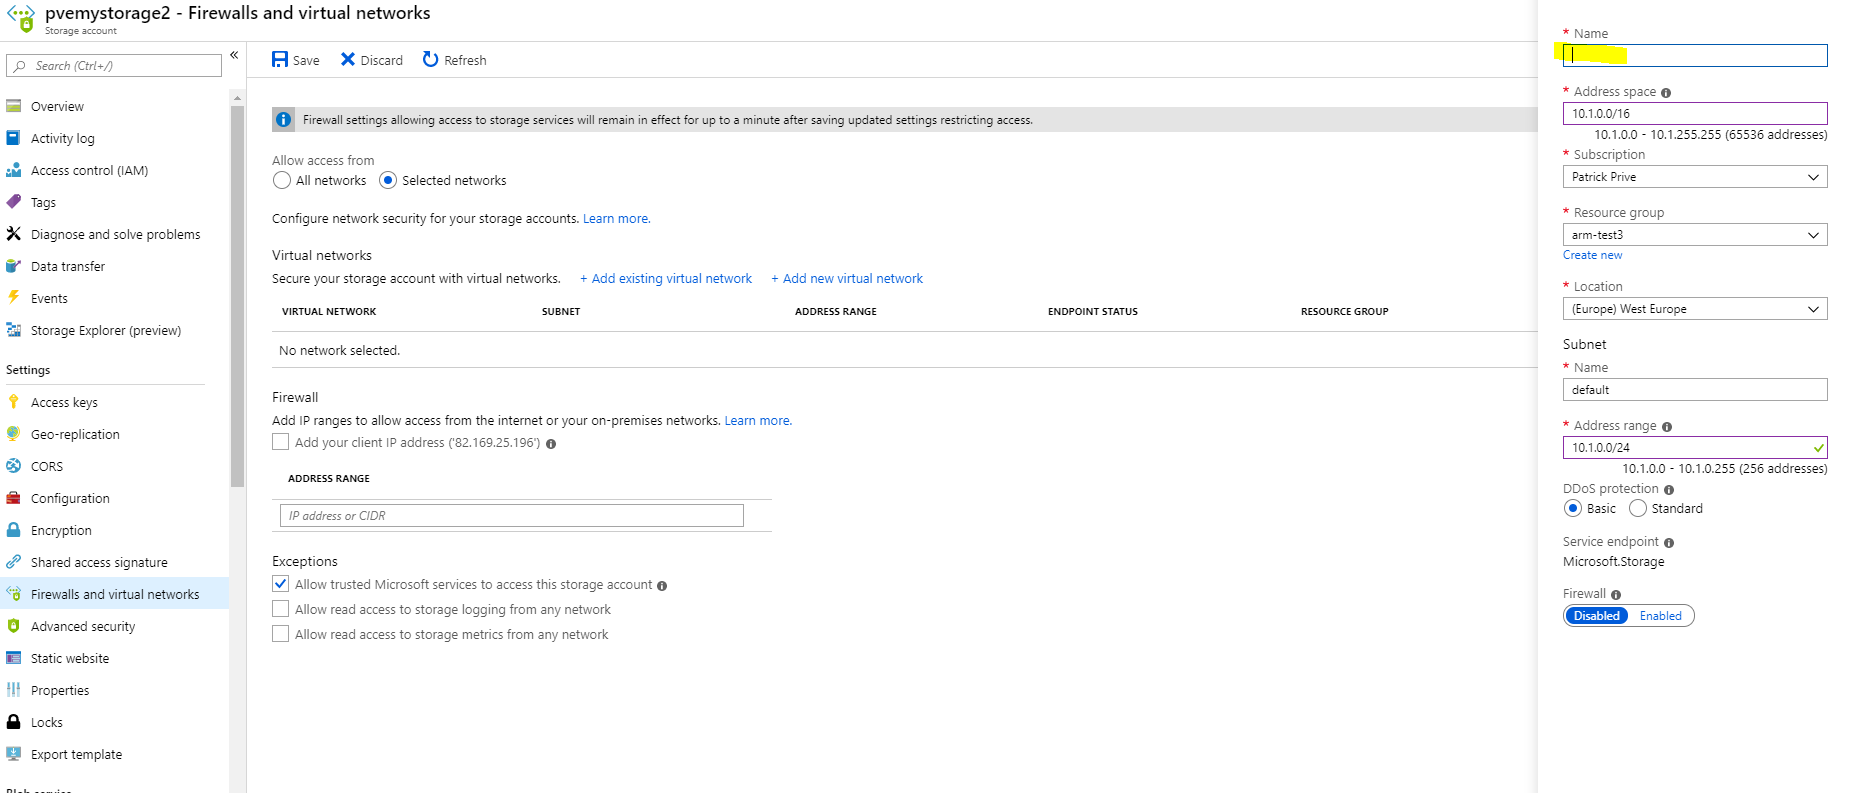 pvemystorage2 - Firewalls and virtual networks
Storage account
Search (Ctrl+/)
«
Overview
Activity log
Access control (IAM)
Tags
Diagnose and solve problems
Data transfer
Events
Storage Explorer (preview)
Settings
Access keys
Geo-replication
CORS
Configuration
Encryption
Shared access signature
Firewalls and virtual networks
Advanced security
Static website
Properties
Locks
Export template
Blob service
Save Discard Refresh
Firewall settings allowing access to storage services will remain in effect for up to a minute after saving updated settings restricting access.
Allow access from
All networks Selected networks
Configure network security for your storage accounts. Learn more.
Virtual networks
Secure your storage account with virtual networks. + Add existing virtual network + Add new virtual network
VIRTUAL NETWORK SUBNET ADDRESS RANGE ENDPOINT STATUS RESOURCE GROUP
No network selected.
Firewall
Add IP ranges to allow access from the internet or your on-premises networks. Learn more.
Add your client IP address ('82.169.25.196')
ADDRESS RANGE
IP address or CIDR
Exceptions
Allow trusted Microsoft services to access this storage account
Allow read access to storage logging from any network
Allow read access to storage metrics from any network
* Name
* Address space
10.1.0.0/16
10.1.0.0 - 10.1.255.255 (65536 addresses)
* Subscription
Patrick Prive
* Resource group
arm-test3
Create new
* Location
(Europe) West Europe
Subnet
* Name
default
* Address range
10.1.0.0/24
10.1.0.0 - 10.1.0.255 (256 addresses)
DDoS protection
Basic Standard
Service endpoint
Microsoft.Storage
Firewall
Disabled Enabled